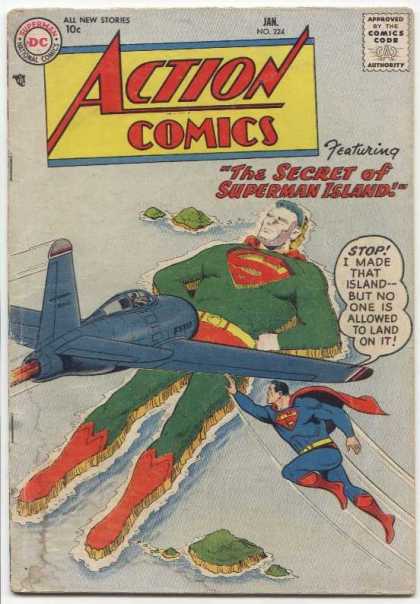 ALL NEW STORIES
10¢
SUPERMAN
DC
NATIONAL COMICS
JAN.
NO. 224
APPROVED
BY THE
COMICS
CODE
AUTHORITY
ACTION
COMICS
Featuring
"The SECRET of
SUPERMAN ISLAND!"
STOP!
I MADE
THAT
ISLAND--
BUT NO
ONE IS
ALLOWED
TO LAND
ON IT!